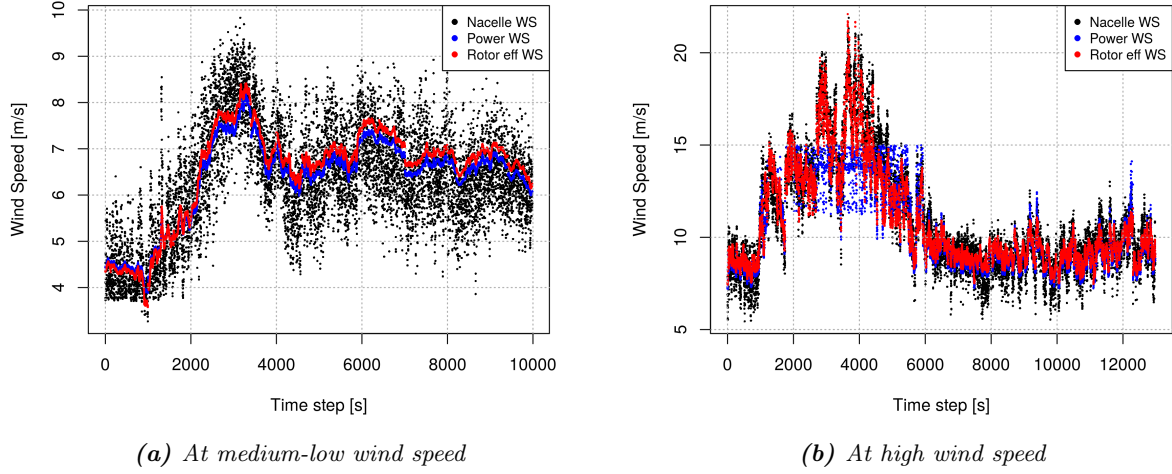 Wind Speed [m/s]
10
9
8
7
6
5
4
0 2000 4000 6000 8000 10000
Time step [s]
Nacelle WS
Power WS
Rotor eff WS
(a) At medium-low wind speed
Wind Speed [m/s]
20
15
10
5
0 2000 4000 6000 8000 10000 12000
Time step [s]
Nacelle WS
Power WS
Rotor eff WS
(b) At high wind speed